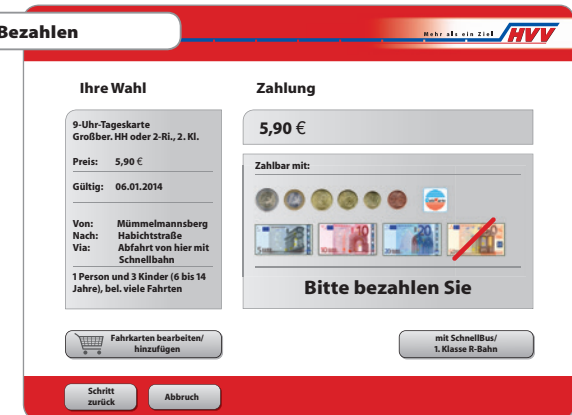 Bezahlen
Mehr als ein Ziel HVV
Ihre Wahl
9-Uhr-Tageskarte
Großber. HH oder 2-Ri., 2. Kl.
Preis: 5,90 €
Gültig: 06.01.2014
Von: Mümmelmannsberg
Nach: Habichtstraße
Via: Abfahrt von hier mit
Schnellbahn
1 Person und 3 Kinder (6 bis 14
Jahre), bel. viele Fahrten
Zahlung
5,90 €
Zahlbar mit:
5
10
20
Bitte bezahlen Sie
Fahrkarten bearbeiten/
hinzufügen
mit SchnellBus/
1. Klasse R-Bahn
Schritt
zurück
Abbruch